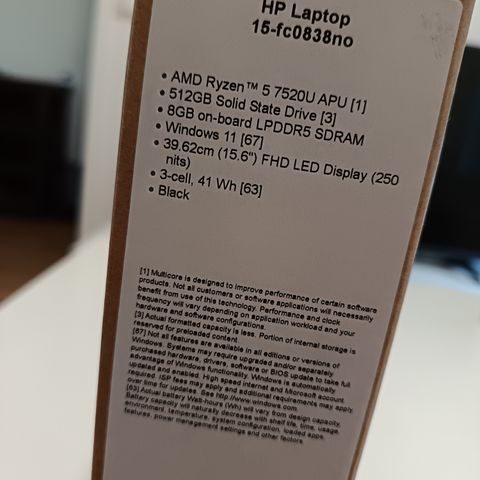 HP Laptop
15-fc0838no
• AMD Ryzen™ 5 7520U APU [1]
• 512GB Solid State Drive [3]
• 8GB on-board LPDDR5 SDRAM
• Windows 11 [67]
• 39.62cm (15.6") FHD LED Display (250
nits)
• 3-cell, 41 Wh [63]
• Black
[1] Multicore is designed to improve performance of certain software
products. Not all customers or software applications will necessarily
benefit from use of this technology. Performance and clock
frequency will vary depending on application workload and your
hardware and software configurations.
[3] Actual formatted capacity is less. Portion of internal storage is
reserved for preloaded content.
[67] Not all features are available in all editions or versions of
Windows. Systems may require upgraded and/or separately
purchased hardware, drivers, software or BIOS update to take full
advantage of Windows functionality. Windows is automatically
updated and enabled. High speed internet and Microsoft account
required. ISP fees may apply and additional requirements may apply
over time for updates. See http://www.windows.com.
[63] Actual battery Watt-hours (Wh) will vary from design capacity.
Battery capacity will naturally decrease with shelf life, time, usage,
environment, temperature, system configuration, loaded apps,
features, power management settings and other factors.